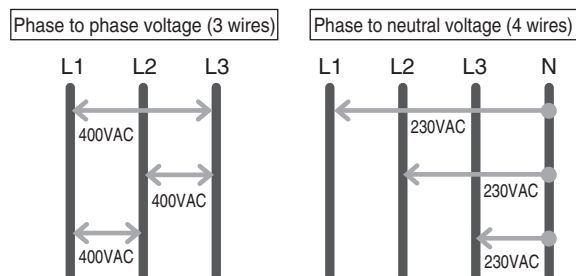 Phase to phase voltage (3 wires)
L1 L2 L3
400VAC
400VAC
400VAC
Phase to neutral voltage (4 wires)
L1 L2 L3 N
230VAC
230VAC
230VAC